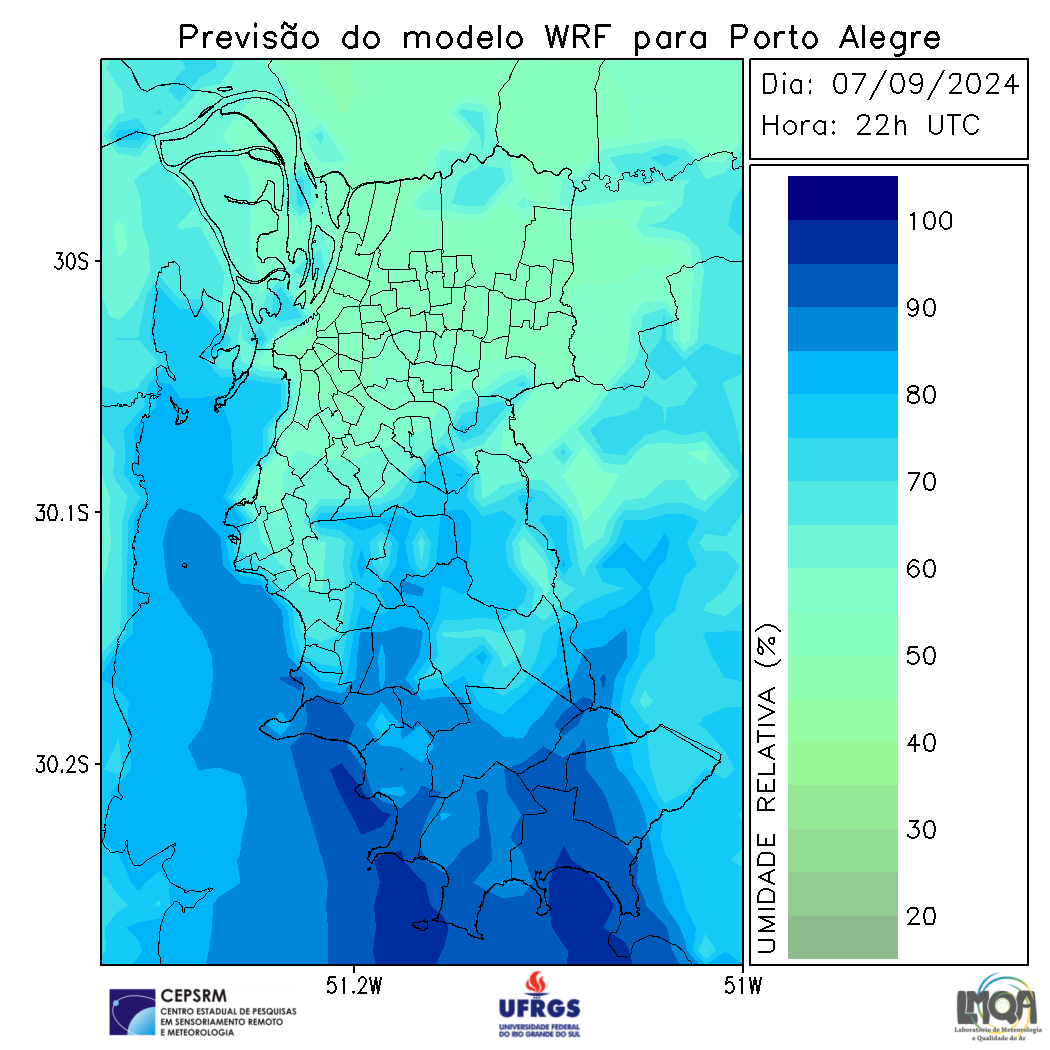 Previsão do modelo WRF para Porto Alegre
Dia: 07/09/2024
Hora: 22h UTC
30S
30.1S
30.2S
51.2W
51W
100
90
80
70
60
50
40
30
20
UMIDADE RELATIVA (%)
CEPSRM
CENTRO ESTADUAL DE PESQUISAS
EM SENSORIAMENTO REMOTO
E METEOROLOGIA
UFRGS
UNIVERSIDADE FEDERAL
DO RIO GRANDE DO SUL
LMQA
Laboratório de Meteorologia
e Qualidade do Ar